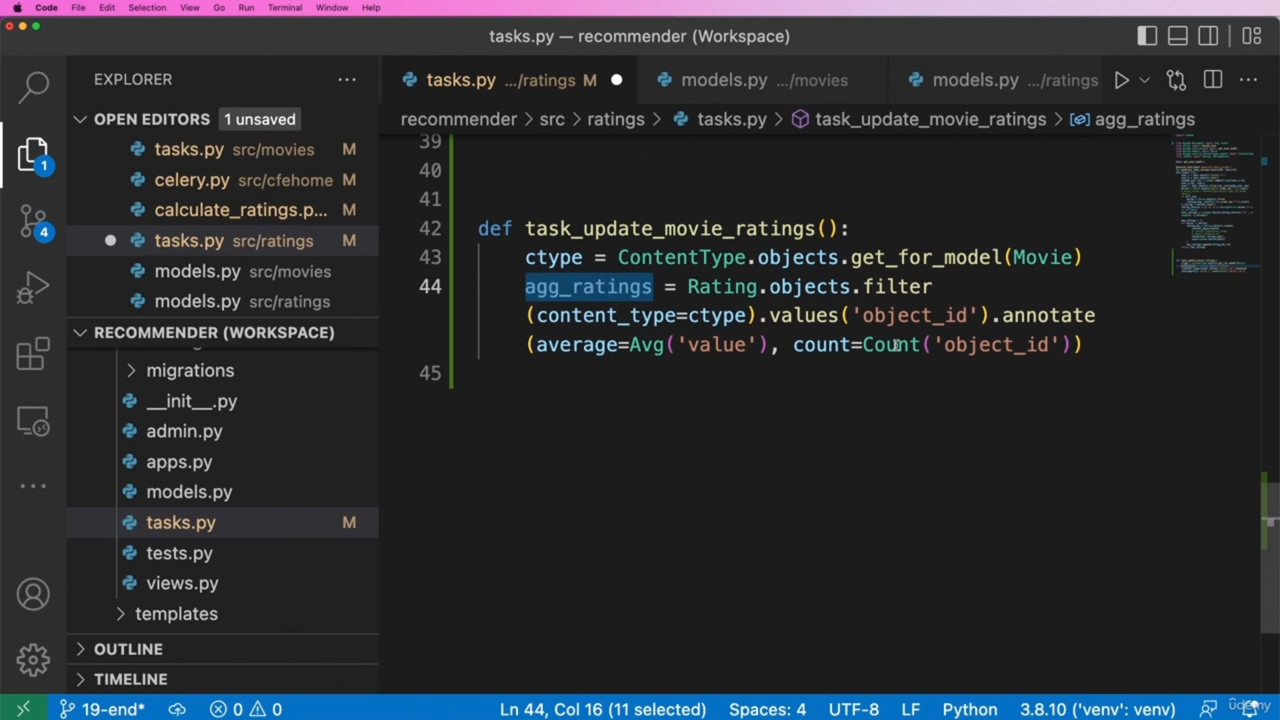 Code File Edit Selection View Go Run Terminal Window Help
tasks.py — recommender (Workspace)
EXPLORER
OPEN EDITORS 1 unsaved
tasks.py src/movies M
celery.py src/cfehome M
calculate_ratings.p... M
tasks.py src/ratings M
models.py src/movies
models.py src/ratings
RECOMMENDER (WORKSPACE)
migrations
__init__.py
admin.py
apps.py
models.py
tasks.py M
tests.py
views.py
templates
OUTLINE
TIMELINE
1
4
tasks.py .../ratings M
models.py .../movies
models.py .../ratings
recommender > src > ratings > tasks.py > task_update_movie_ratings > agg_ratings
39
40
41
42 def task_update_movie_ratings():
43 ctype = ContentType.objects.get_for_model(Movie)
44 agg_ratings = Rating.objects.filter
(content_type=ctype).values('object_id').annotate
(average=Avg('value'), count=Count('object_id'))
45
19-end* 0 0 Ln 44, Col 16 (11 selected) Spaces: 4 UTF-8 LF Python 3.8.10 ('venv': venv)
ûdemy